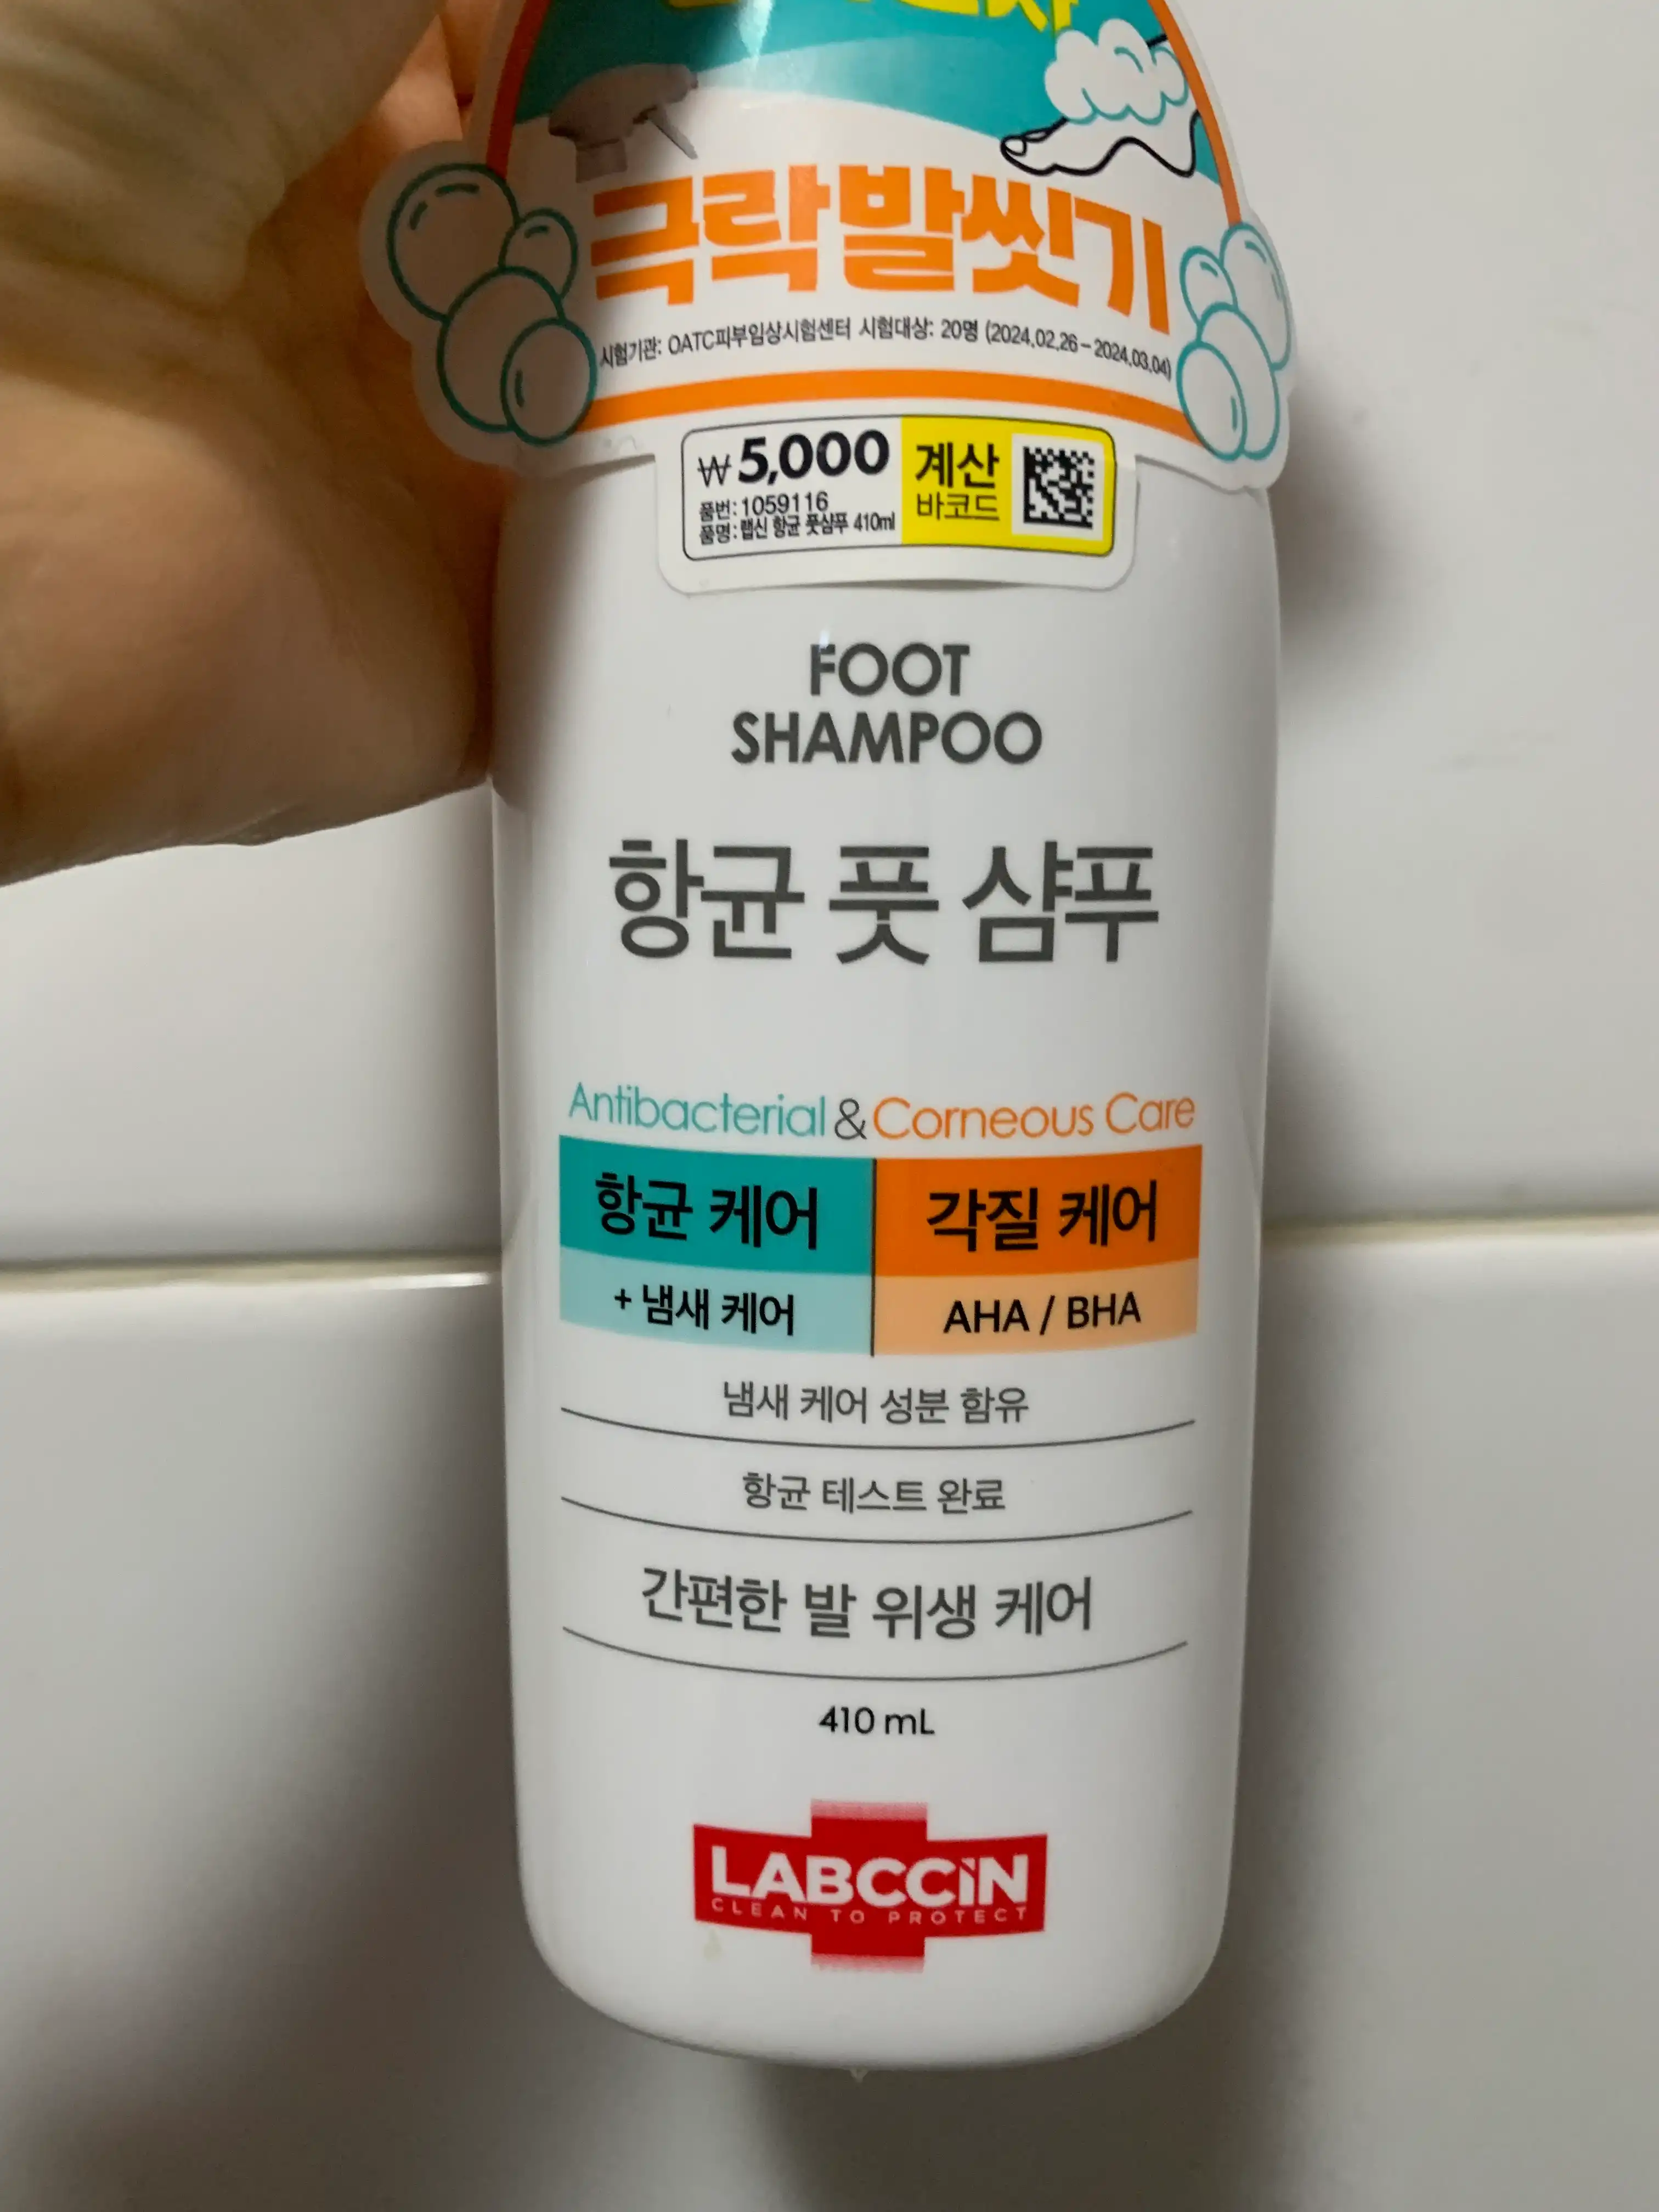 극락발씻기
시험기관: OATC피부임상시험센터 시험대상: 20명 (2024.02.26 – 2024.03.04)
₩5,000
품번:1059116
품명:랩신 항균 풋샴푸 410ml
계산
바코드
FOOT
SHAMPOO
항균 풋 샴푸
Antibacterial & Corneous Care
항균 케어
각질 케어
+ 냄새 케어
AHA / BHA
냄새 케어 성분 함유
항균 테스트 완료
간편한 발 위생 케어
410 mL
LABCCiN
CLEAN TO PROTECT